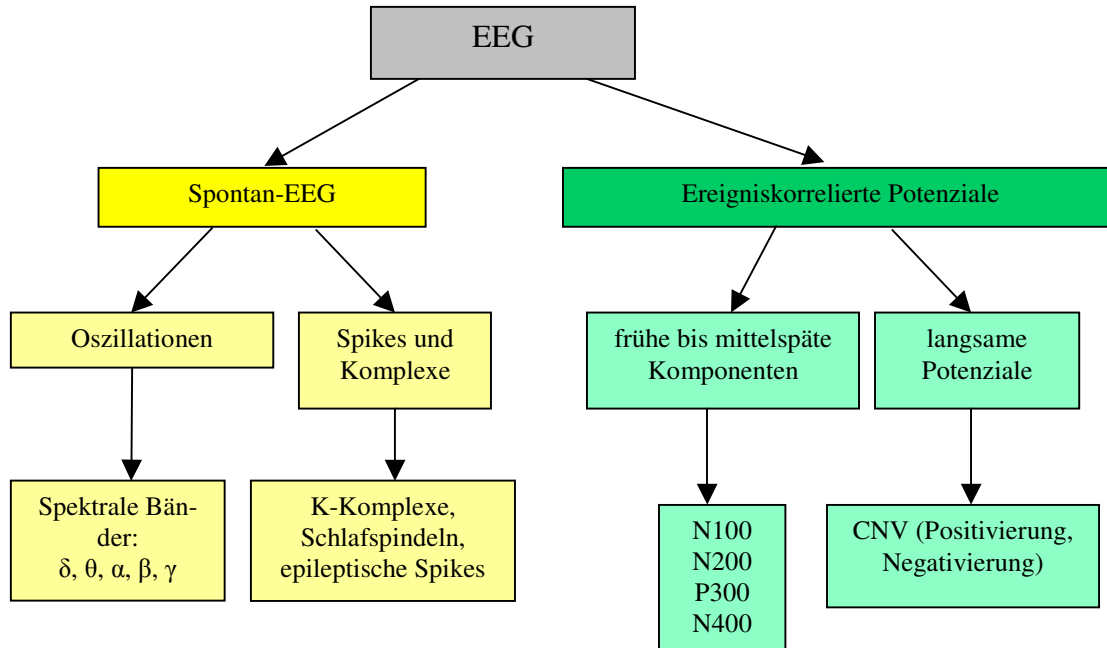 EEG
Spontan-EEG
Ereigniskorrelierte Potenziale
Oszillationen
Spikes und
Komplexe
frühe bis mittelspäte
Komponenten
langsame
Potenziale
Spektrale Bän-
der:
δ, θ, α, β, γ
K-Komplexe,
Schlafspindeln,
epileptische Spikes
N100
N200
P300
N400
CNV (Positivierung,
Negativierung)